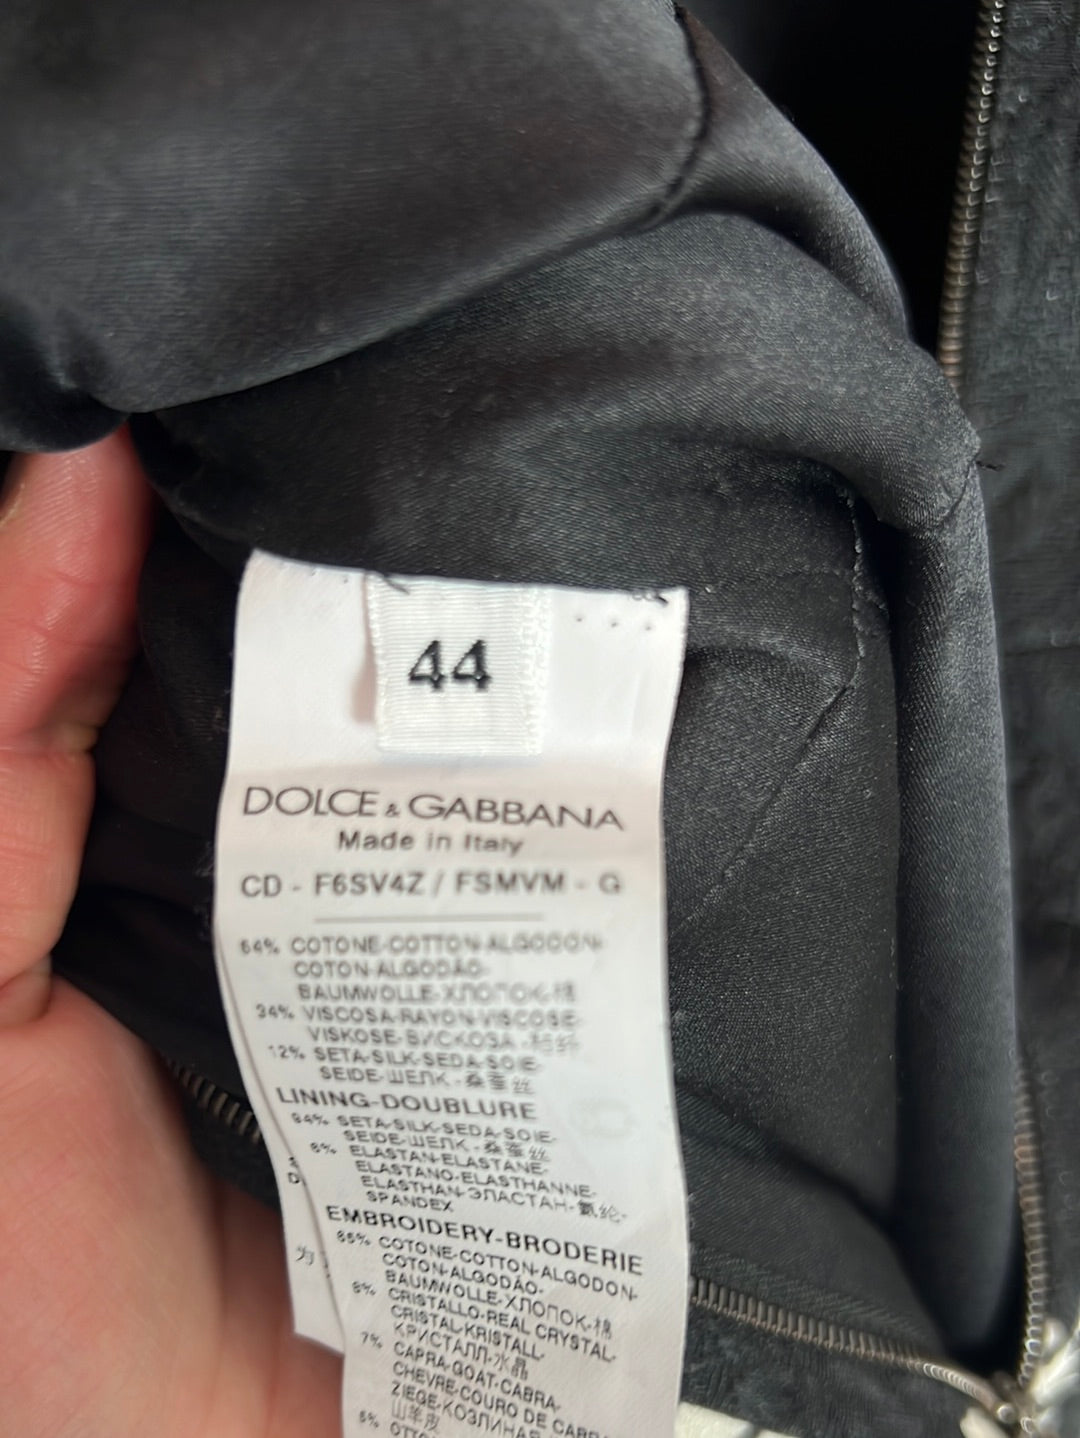 44
DOLCE & GABBANA
Made in Italy
CD - F6SV4Z / FSMVM - G
54% COTONE-COTTON-ALGODON-
COTON-ALGODÃO-
BAUMWOLLE-ХЛОПОК-棉
34% VISCOSA-RAYON-VISCOSE-
VISKOSE-ВИСКОЗА-
12% SETA-SILK-SEDA-SOIE-
SEIDE-ШЕЛК-桑蚕丝
LINING-DOUBLURE
94% SETA-SILK-SEDA-SOIE-
SEIDE-ШЕЛК-桑蚕丝
6% ELASTAN-ELASTANE-
ELASTANO-ELASTHANNE-
ELASTHAN-ЭЛАСТАН-氨纶-
SPANDEX
EMBROIDERY-BRODERIE
COTONE-COTTON-ALGODON-
COTON-ALGODÃO-
BAUMWOLLE-ХЛОПОК-棉
8% CRISTALLO-REAL CRYSTAL-
CRISTAL-KRISTALL-
КРИСТАЛЛ-水晶
7% CAPRA-GOAT-CABRA-
CHEVRE-COURO DE CABRA-
ZIEGE-КОЗЛИНАЯ
山羊皮